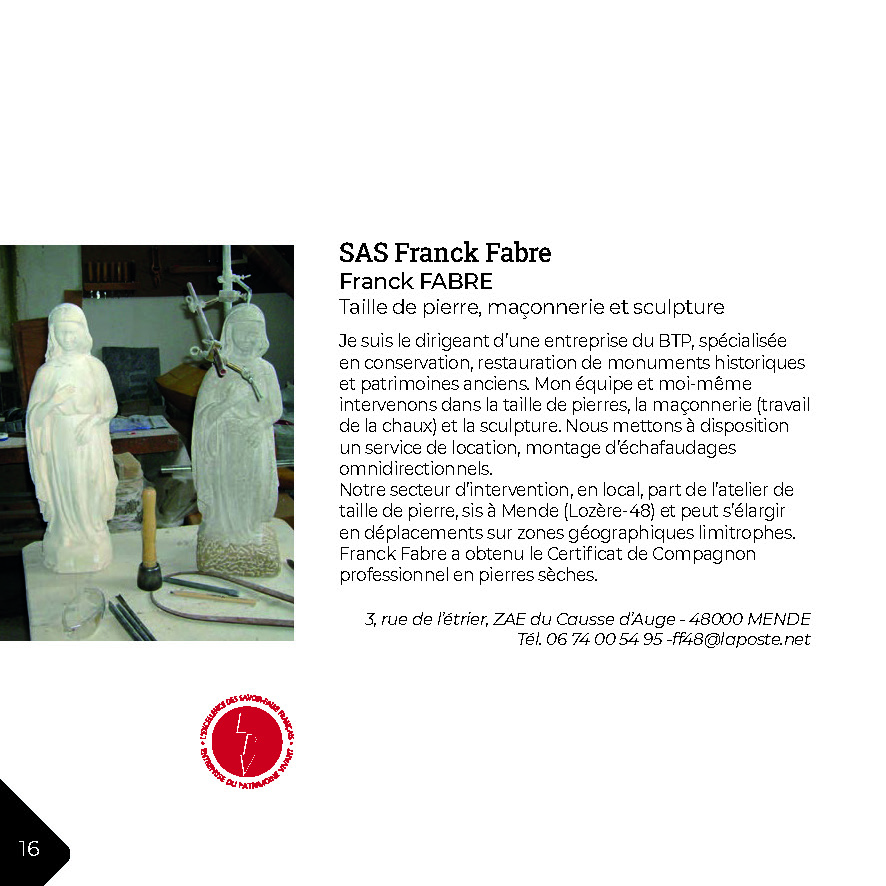 SAS Franck Fabre
Franck FABRE
Taille de pierre, maçonnerie et sculpture
Je suis le dirigeant d’une entreprise du BTP, spécialisée
en conservation, restauration de monuments historiques
et patrimoines anciens. Mon équipe et moi-même
intervenons dans la taille de pierres, la maçonnerie (travail
de la chaux) et la sculpture. Nous mettons à disposition
un service de location, montage d’échafaudages
omnidirectionnels.
Notre secteur d’intervention, en local, part de l’atelier de
taille de pierre, sis à Mende (Lozère-48) et peut s’élargir
en déplacements sur zones géographiques limitrophes.
Franck Fabre a obtenu le Certificat de Compagnon
professionnel en pierres sèches.
3, rue de l’étrier, ZAE du Causse d’Auge - 48000 MENDE
Tél. 06 74 00 54 95 -ff48@laposte.net
L’EXCELLENCE DES SAVOIR-FAIRE FRANÇAIS
ENTREPRISE DU PATRIMOINE VIVANT
16